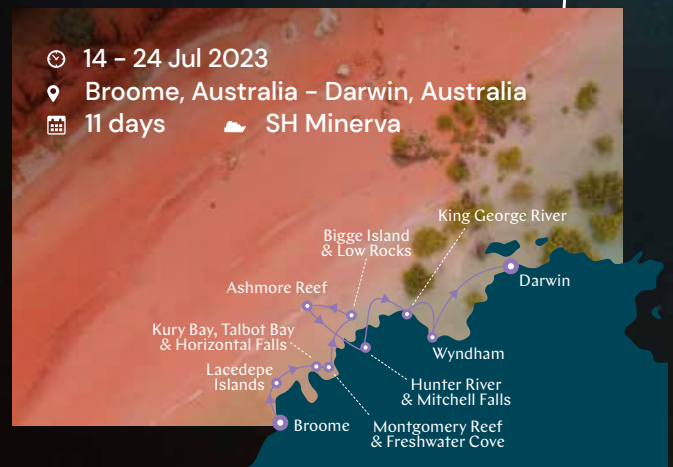 14 - 24 Jul 2023
Broome, Australia - Darwin, Australia
11 days
SH Minerva
King George River
Bigge Island
& Low Rocks
Ashmore Reef
Darwin
Kury Bay, Talbot Bay
& Horizontal Falls
Wyndham
Lacedepe
Islands
Hunter River
& Mitchell Falls
Broome
Montgomery Reef
& Freshwater Cove